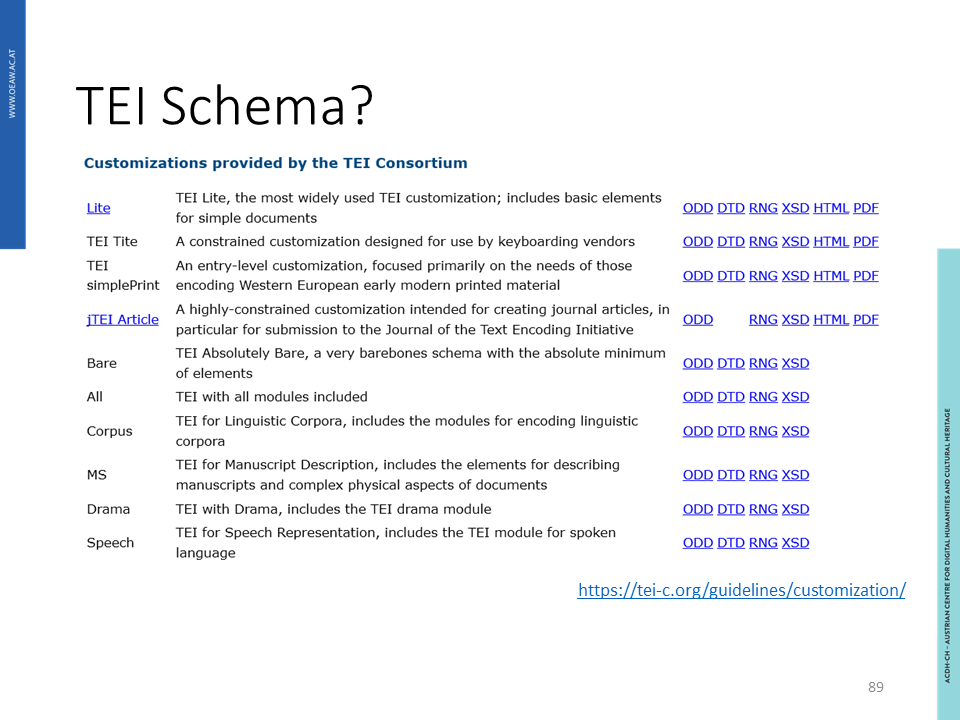 WWW.OEAW.AC.AT
TEI Schema?
Customizations provided by the TEI Consortium
Lite TEI Lite, the most widely used TEI customization; includes basic elements for simple documents ODD DTD RNG XSD HTML PDF
TEI Tite A constrained customization designed for use by keyboarding vendors ODD DTD RNG XSD HTML PDF
TEI simplePrint An entry-level customization, focused primarily on the needs of those encoding Western European early modern printed material ODD DTD RNG XSD HTML PDF
jTEI Article A highly-constrained customization intended for creating journal articles, in particular for submission to the Journal of the Text Encoding Initiative ODD RNG XSD HTML PDF
Bare TEI Absolutely Bare, a very barebones schema with the absolute minimum of elements ODD DTD RNG XSD
All TEI with all modules included ODD DTD RNG XSD
Corpus TEI for Linguistic Corpora, includes the modules for encoding linguistic corpora ODD DTD RNG XSD
MS TEI for Manuscript Description, includes the elements for describing manuscripts and complex physical aspects of documents ODD DTD RNG XSD
Drama TEI with Drama, includes the TEI drama module ODD DTD RNG XSD
Speech TEI for Speech Representation, includes the TEI module for spoken language ODD DTD RNG XSD
https://tei-c.org/guidelines/customization/
ACDH-CH – AUSTRIAN CENTRE FOR DIGITAL HUMANITIES AND CULTURAL HERITAGE
89